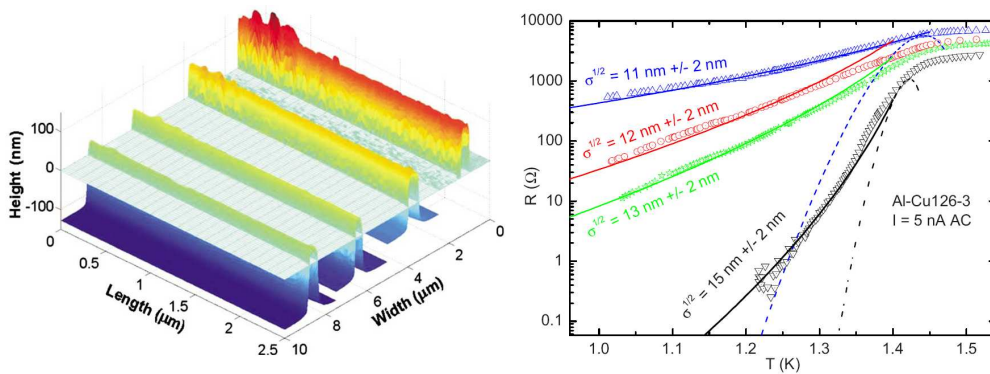 Height (nm)
100
0
-100
0
0.5
1
1.5
2
2.5
Length (μm)
10
8
6
4
2
0
Width (μm)
R (Ω)
10000
1000
100
10
1
0.1
σ^1/2 = 11 nm +/- 2 nm
σ^1/2 = 12 nm +/- 2 nm
σ^1/2 = 13 nm +/- 2 nm
σ^1/2 = 15 nm +/- 2 nm
Al-Cu126-3
I = 5 nA AC
1.0 1.1 1.2 1.3 1.4 1.5
T (K)